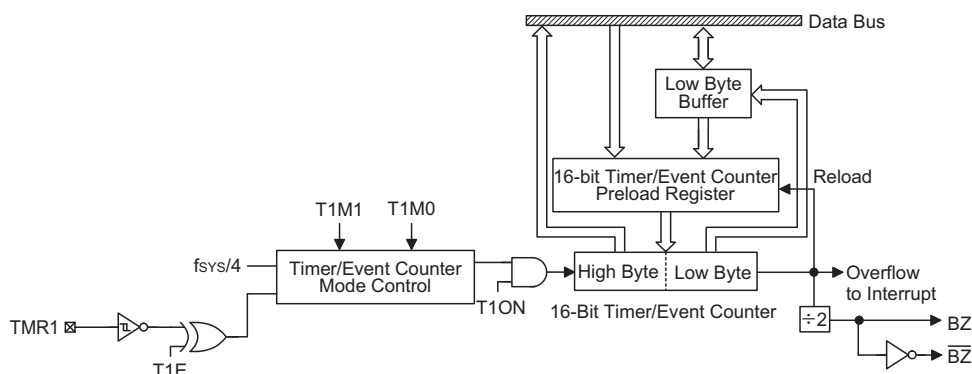 Data Bus
Low Byte
Buffer
16-bit Timer/Event Counter
Preload Register
Reload
T1M1
T1M0
fSYS/4
Timer/Event Counter
Mode Control
T1ON
High Byte
Low Byte
16-Bit Timer/Event Counter
Overflow
to Interrupt
÷2
BZ
B̅Z̅
TMR1
T1E